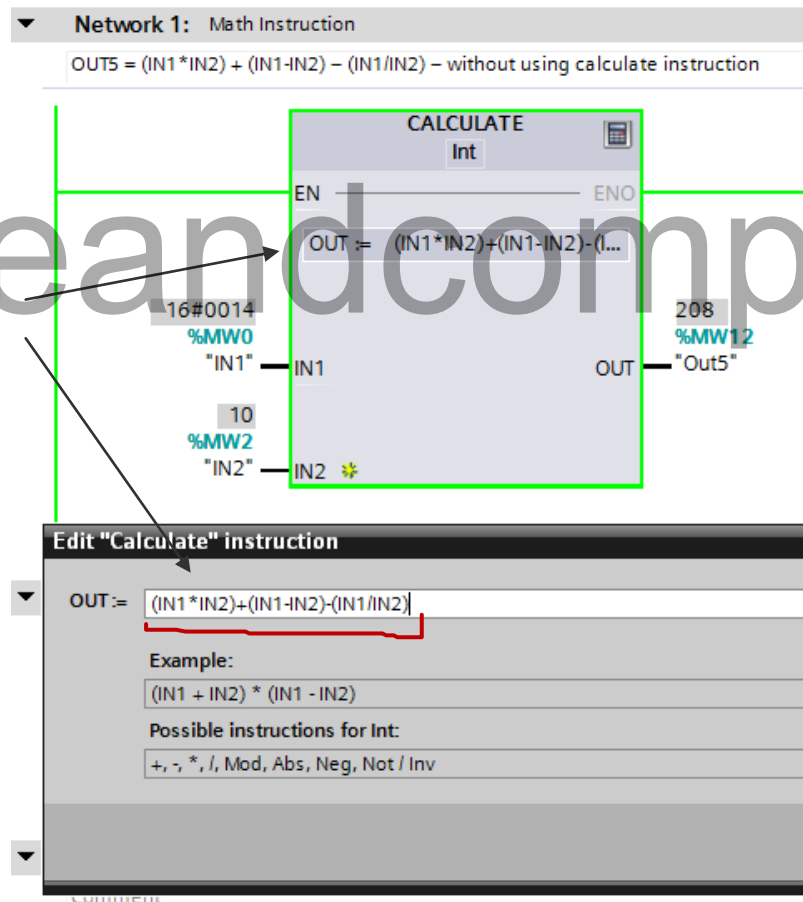 Network 1: Math Instruction
OUT5 = (IN1*IN2) + (IN1-IN2) – (IN1/IN2) – without using calculate instruction
CALCULATE
Int
EN
ENO
OUT := (IN1*IN2)+(IN1-IN2)-(I...
16#0014
%MW0
"IN1"
IN1
208
%MW12
"Out5"
OUT
10
%MW2
"IN2"
IN2
eandcomp
Edit "Calculate" instruction
OUT := (IN1*IN2)+(IN1-IN2)-(IN1/IN2)
Example:
(IN1 + IN2) * (IN1 - IN2)
Possible instructions for Int:
+, -, *, /, Mod, Abs, Neg, Not / Inv
Comment